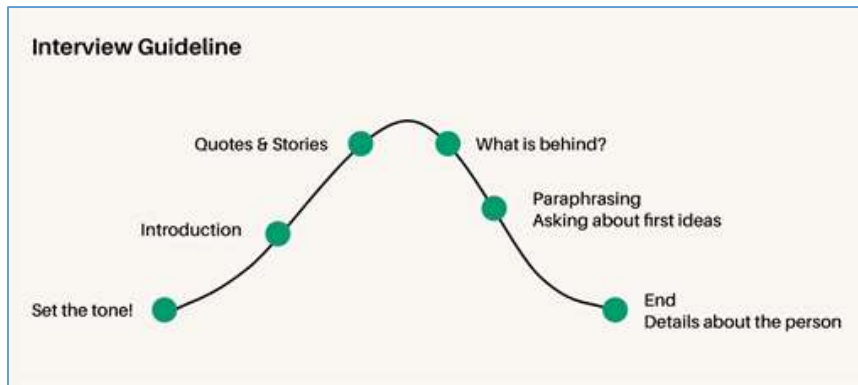 Interview Guideline
Set the tone!
Introduction
Quotes & Stories
What is behind?
Paraphrasing
Asking about first ideas
End
Details about the person